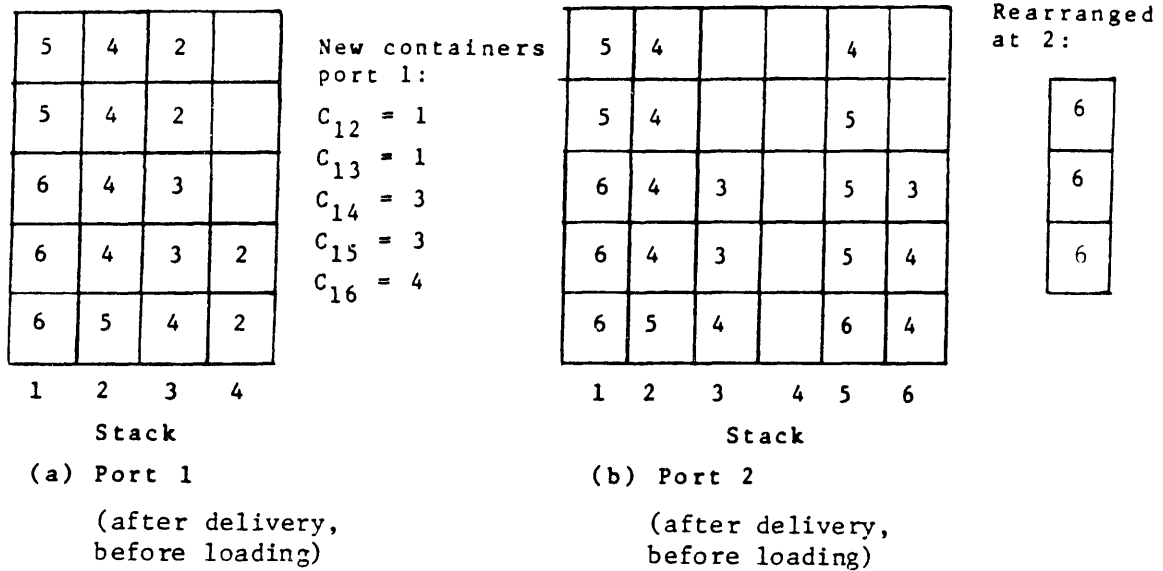 5 4 2
5 4 2
6 4 3
6 4 3 2
6 5 4 2
1 2 3 4
Stack
(a) Port 1
(after delivery,
before loading)
New containers
port 1:
C12 = 1
C13 = 1
C14 = 3
C15 = 3
C16 = 4
5 4 4
5 4 5
6 4 3 5 3
6 4 3 5 4
6 5 4 6 4
1 2 3 4 5 6
Stack
(b) Port 2
(after delivery,
before loading)
Rearranged
at 2:
6
6
6